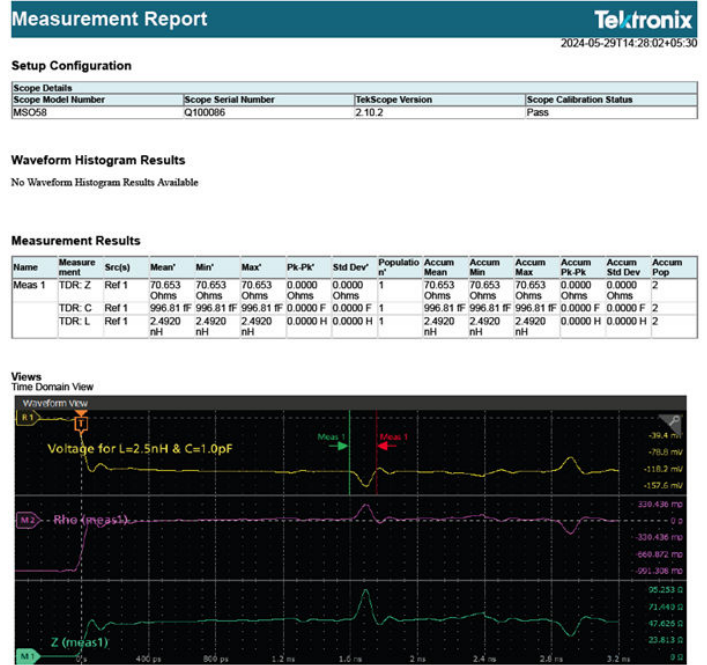 Measurement Report
Tektronix
2024-05-29T14:28:02+05:30
Setup Configuration
Scope Details
Scope Model Number Scope Serial Number TekScope Version Scope Calibration Status
MSO58 Q100086 2.10.2 Pass
Waveform Histogram Results
No Waveform Histogram Results Available
Measurement Results
Name Measurement Src(s) Mean' Min' Max' Pk-Pk' Std Dev' Population' Accum Mean Accum Min Accum Max Accum Pk-Pk Accum Std Dev Accum Pop
Meas 1 TDR: Z Ref 1 70.653 Ohms 70.653 Ohms 70.653 Ohms 0.0000 Ohms 0.0000 Ohms 1 70.653 Ohms 70.653 Ohms 70.653 Ohms 0.0000 Ohms 0.0000 Ohms 2
TDR: C Ref 1 996.81 fF 996.81 fF 996.81 fF 0.0000 F 0.0000 F 1 996.81 fF 996.81 fF 996.81 fF 0.0000 F 0.0000 F 2
TDR: L Ref 1 2.4920 nH 2.4920 nH 2.4920 nH 0.0000 H 0.0000 H 1 2.4920 nH 2.4920 nH 2.4920 nH 0.0000 H 0.0000 H 2
Views
Time Domain View
Waveform View
R 1
T
Meas 1 Meas 1
-39.4 mV
Voltage for L=2.5nH & C=1.0pF
-78.8 mV
-118.2 mV
-157.6 mV
330.436 mρ
M 2 Rho (meas1) 0 ρ
-330.436 mρ
-660.872 mρ
-991.308 mρ
95.253 Ω
71.440 Ω
47.626 Ω
23.813 Ω
Z (meas1)
M 1 0 s 400 ps 800 ps 1.2 ns 1.6 ns 2 ns 2.4 ns 2.8 ns 3.2 ns 0 Ω